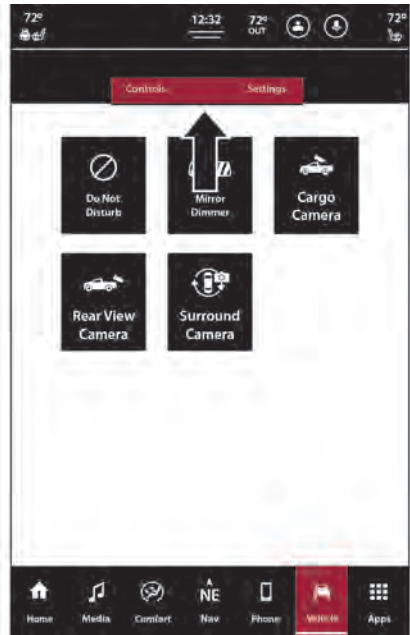 72° 12:32 72° 72°
OUT
Controls Settings
Do Not
Disturb
Mirror
Dimmer
Cargo
Camera
Rear View
Camera
Surround
Camera
NE
Home Media Comfort Nav Phone Vehicle Apps